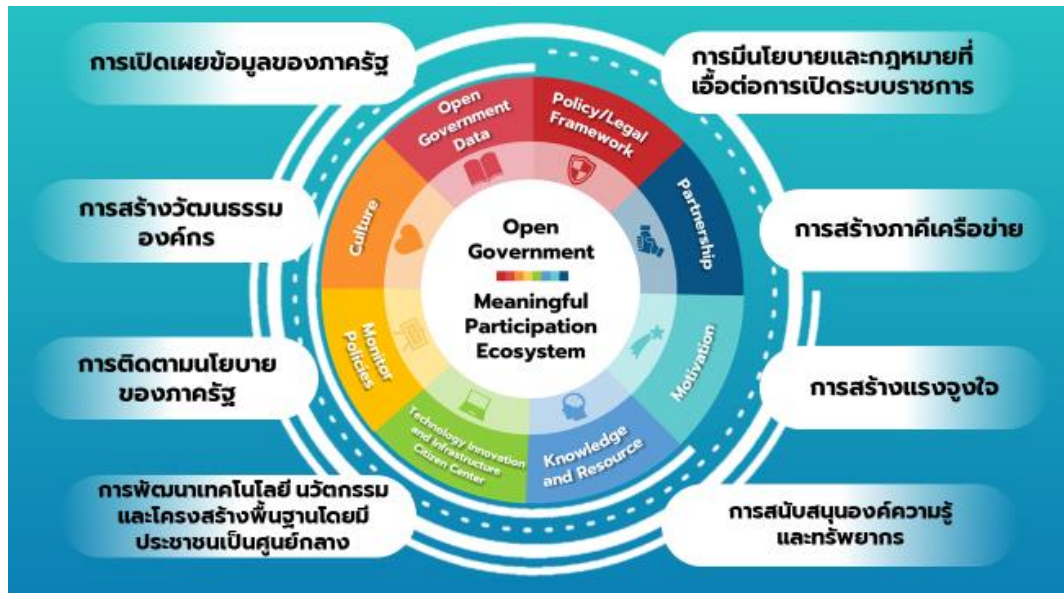 การเปิดเผยข้อมูลของภาครัฐ
การมีนโยบายและกฎหมายที่
เอื้อต่อการเปิดระบบราชการ
Open
Government
Data
Policy/Legal
Framework
การสร้างวัฒนธรรม
องค์กร
Culture
Partnership
การสร้างภาคีเครือข่าย
Open
Government
Meaningful
Participation
Ecosystem
การติดตามนโยบาย
ของภาครัฐ
Monitor
Policies
Motivation
การสร้างแรงจูงใจ
Technology Innovation
and Infrastructure
Citizen Center
Knowledge
and Resource
การพัฒนาเทคโนโลยี นวัตกรรม
และโครงสร้างพื้นฐานโดยมี
ประชาชนเป็นศูนย์กลาง
การสนับสนุนองค์ความรู้
และทรัพยากร